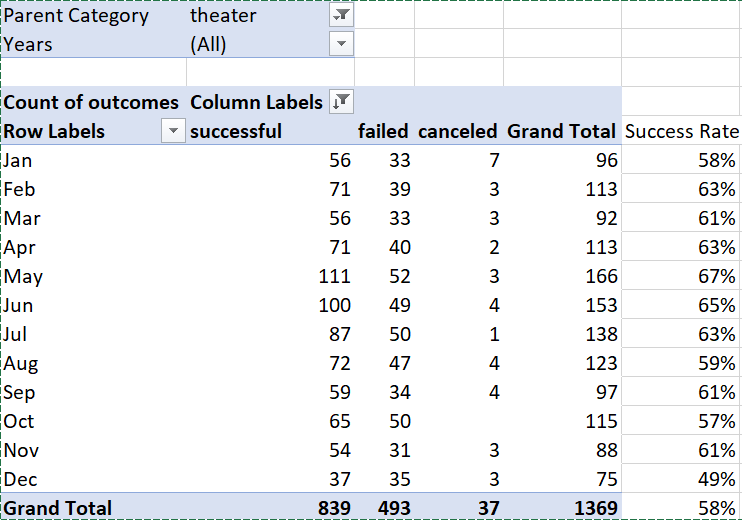 Parent Category theater
Years (All)
Count of outcomes Column Labels
Row Labels successful failed canceled Grand Total Success Rate
Jan 56 33 7 96 58%
Feb 71 39 3 113 63%
Mar 56 33 3 92 61%
Apr 71 40 2 113 63%
May 111 52 3 166 67%
Jun 100 49 4 153 65%
Jul 87 50 1 138 63%
Aug 72 47 4 123 59%
Sep 59 34 4 97 61%
Oct 65 50 115 57%
Nov 54 31 3 88 61%
Dec 37 35 3 75 49%
Grand Total 839 493 37 1369 58%